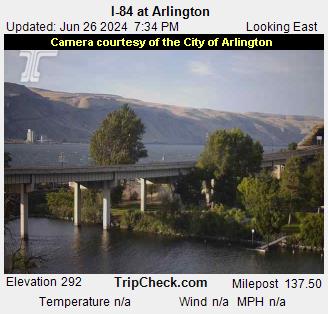 I-84 at Arlington
Updated: Jun 26 2024 7:34 PM Looking East
Camera courtesy of the City of Arlington
Elevation 292 TripCheck.com Milepost 137.50
Temperature n/a Wind n/a MPH n/a